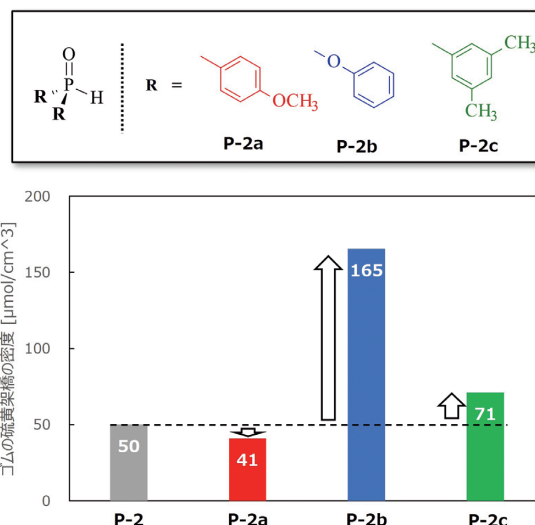 O
R P H
R
R =
OCH3
O
CH3
CH3
P-2a P-2b P-2c
ゴムの硫黄架橋の密度 [μmol/cm^3]
200
150
100
50
0
50
41
165
71
P-2 P-2a P-2b P-2c